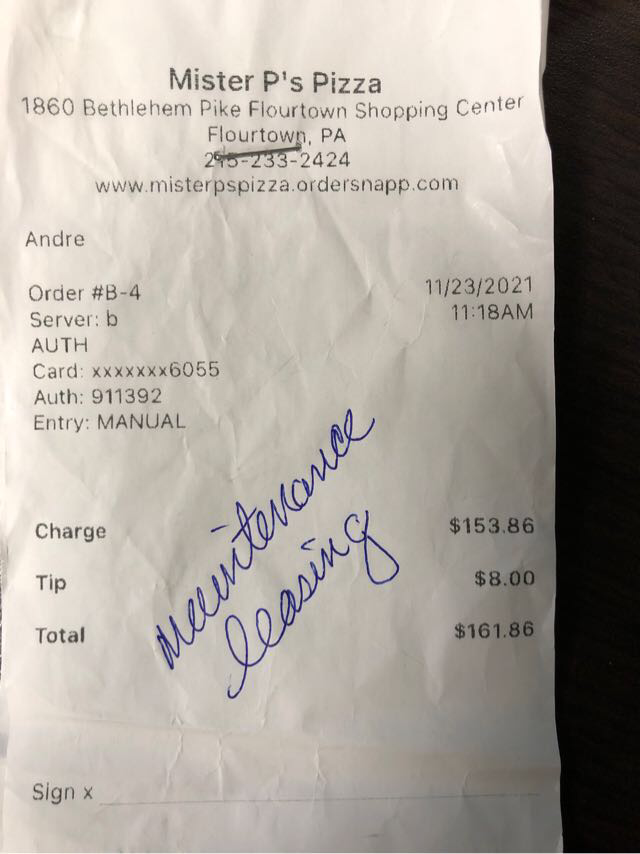 Mister P's Pizza
1860 Bethlehem Pike Flourtown Shopping Center
Flourtown, PA
215-233-2424
www.misterpspizza.ordersnapp.com
Andre
Order #B-4 11/23/2021
Server: b 11:18AM
AUTH
Card: xxxxxxx6055
Auth: 911392
Entry: MANUAL
maintenance
leasing
Charge $153.86
Tip $8.00
Total $161.86
Sign x